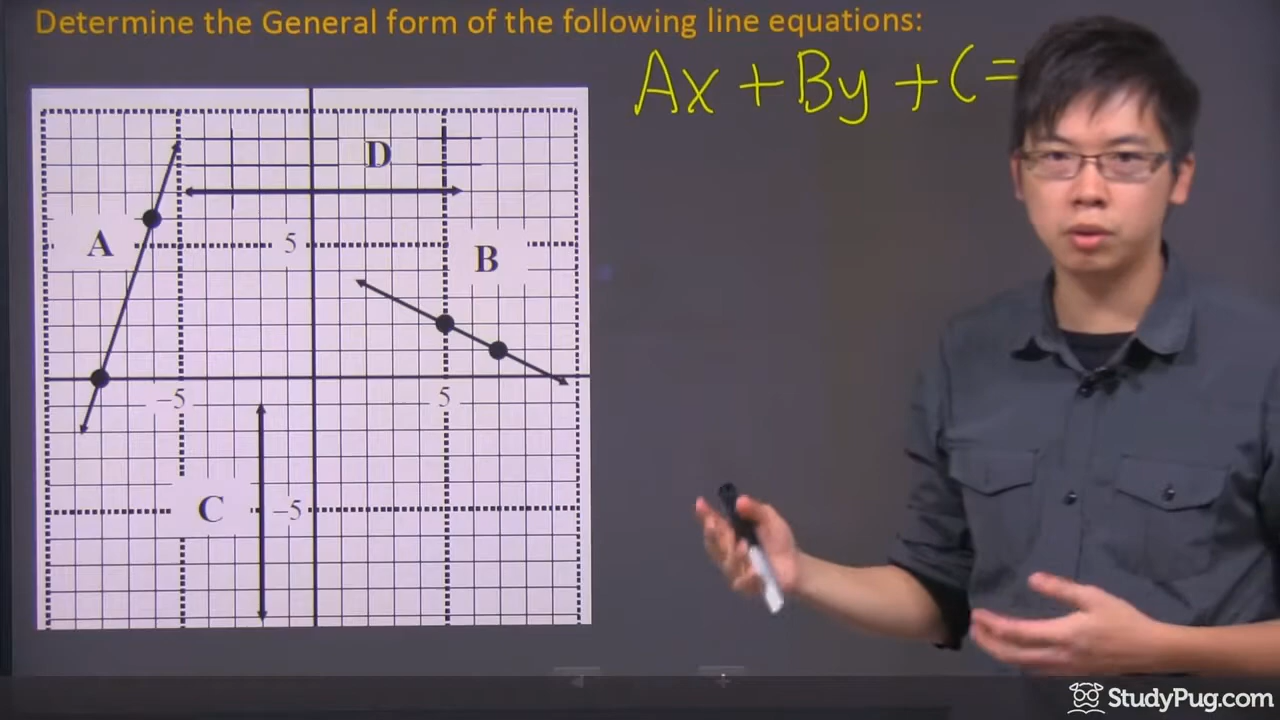 Determine the General form of the following line equations:
Ax + By + C =
D
A
5
B
-5
5
C
-5
StudyPug.com